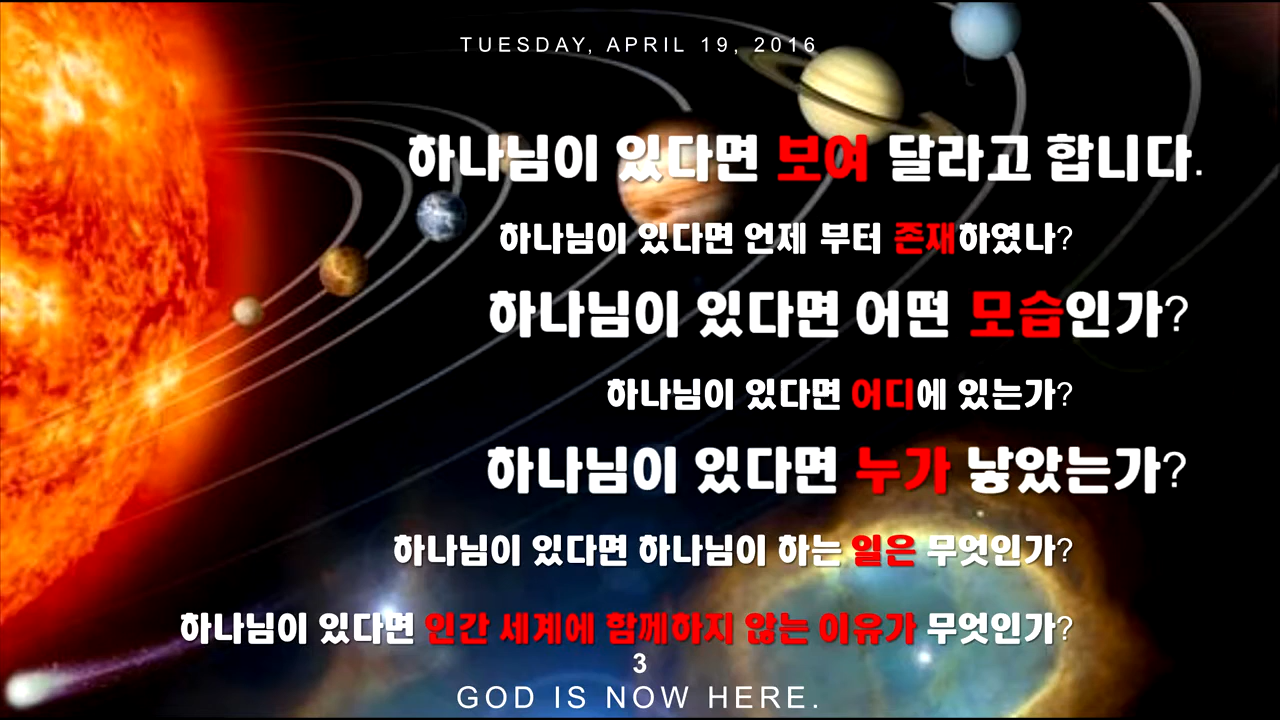 TUESDAY, APRIL 19, 2016
하나님이 있다면 보여 달라고 합니다.
하나님이 있다면 언제 부터 존재하였나?
하나님이 있다면 어떤 모습인가?
하나님이 있다면 어디에 있는가?
하나님이 있다면 누가 낳았는가?
하나님이 있다면 하나님이 하는 일은 무엇인가?
하나님이 있다면 인간 세계에 함께하지 않는 이유가 무엇인가?
3
GOD IS NOW HERE.